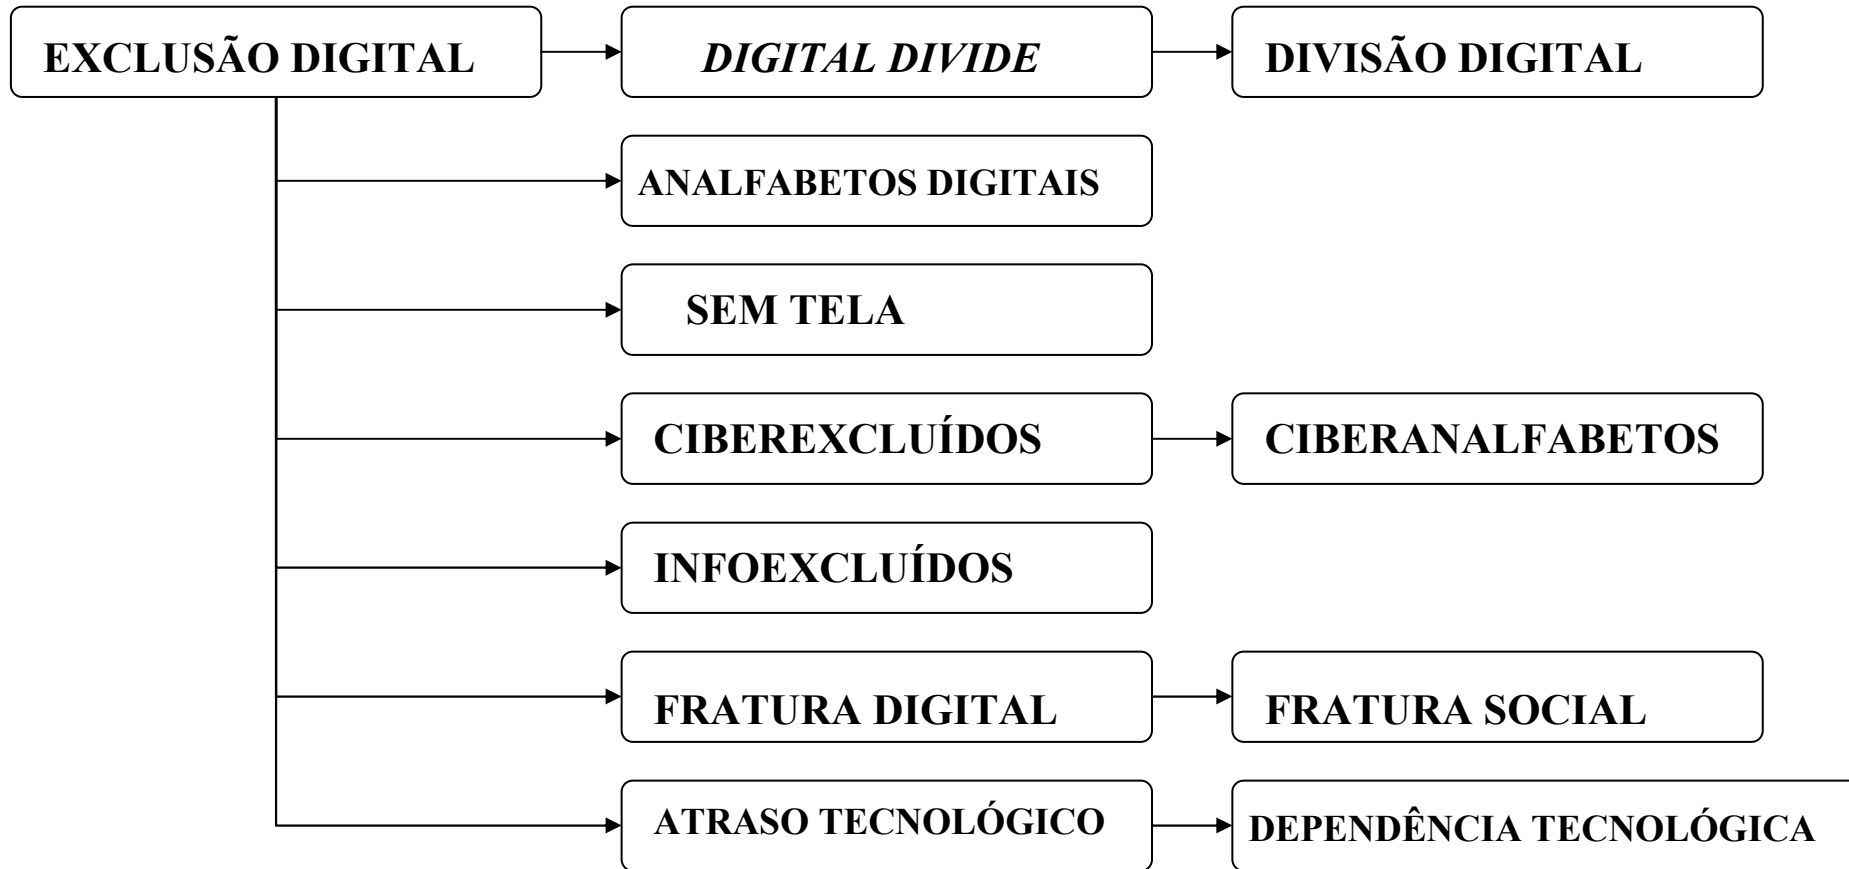 EXCLUSÃO DIGITAL
DIGITAL DIVIDE
DIVISÃO DIGITAL
ANALFABETOS DIGITAIS
SEM TELA
CIBEREXCLUÍDOS
CIBERANALFABETOS
INFOEXCLUÍDOS
FRATURA DIGITAL
FRATURA SOCIAL
ATRASO TECNOLÓGICO
DEPENDÊNCIA TECNOLÓGICA